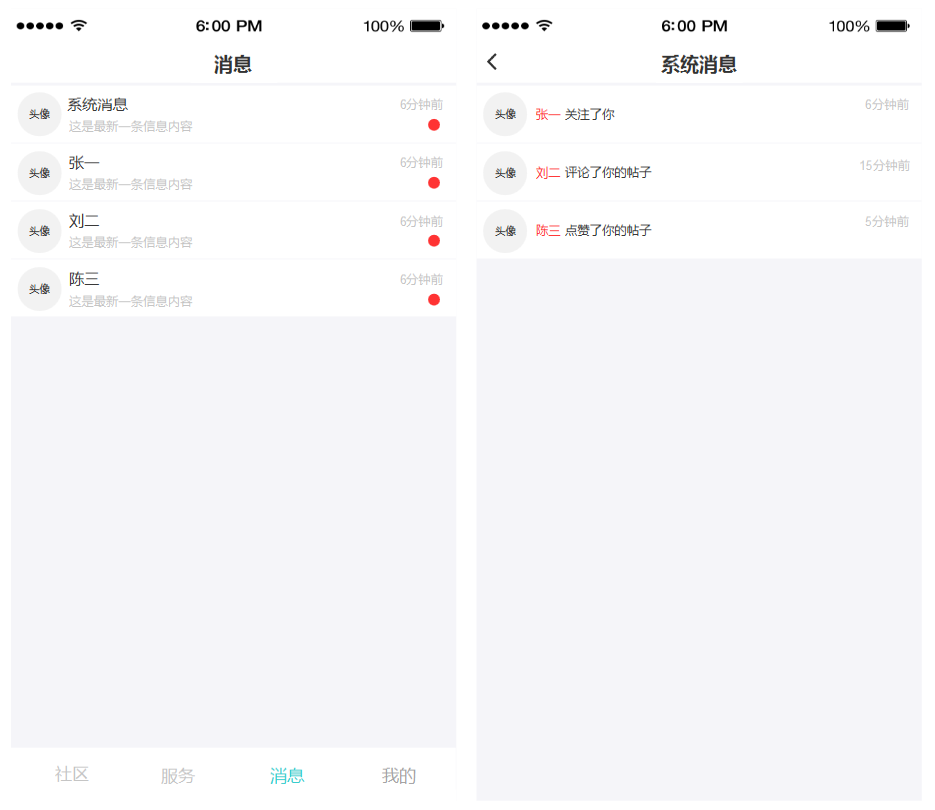 6:00 PM 100%
消息
头像 系统消息 6分钟前
这是最新一条信息内容
头像 张一 6分钟前
这是最新一条信息内容
头像 刘二 6分钟前
这是最新一条信息内容
头像 陈三 6分钟前
这是最新一条信息内容
社区 服务 消息 我的
6:00 PM 100%
系统消息
头像 张一 关注了你 6分钟前
头像 刘二 评论了你的帖子 15分钟前
头像 陈三 点赞了你的帖子 5分钟前